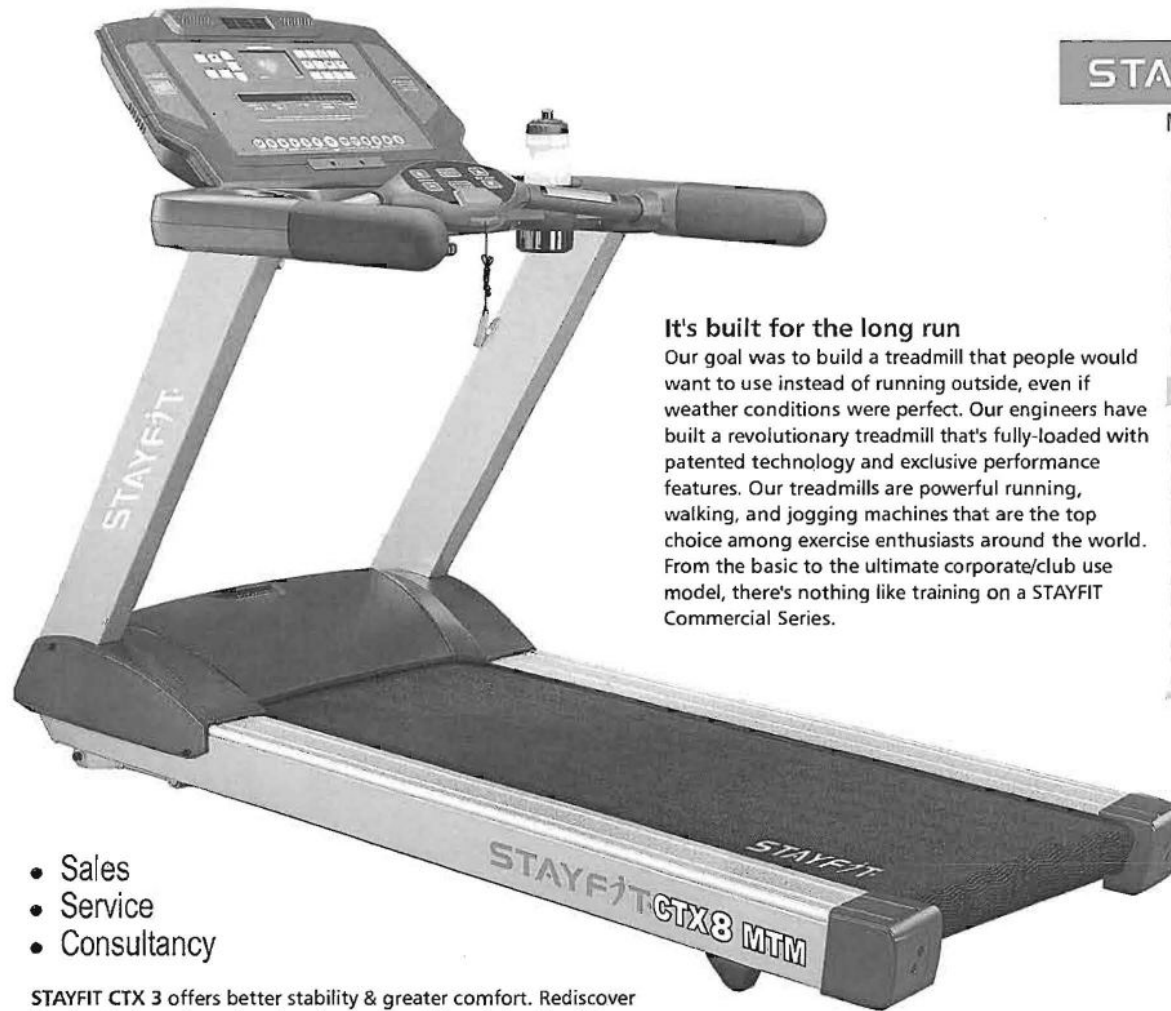 STA
STAYFIT
It's built for the long run
Our goal was to build a treadmill that people would
want to use instead of running outside, even if
weather conditions were perfect. Our engineers have
built a revolutionary treadmill that's fully-loaded with
patented technology and exclusive performance
features. Our treadmills are powerful running,
walking, and jogging machines that are the top
choice among exercise enthusiasts around the world.
From the basic to the ultimate corporate/club use
model, there's nothing like training on a STAYFIT
Commercial Series.
STAYFIT
STAYFIT CTX8 MTM
• Sales
• Service
• Consultancy
STAYFIT CTX 3 offers better stability & greater comfort. Rediscover